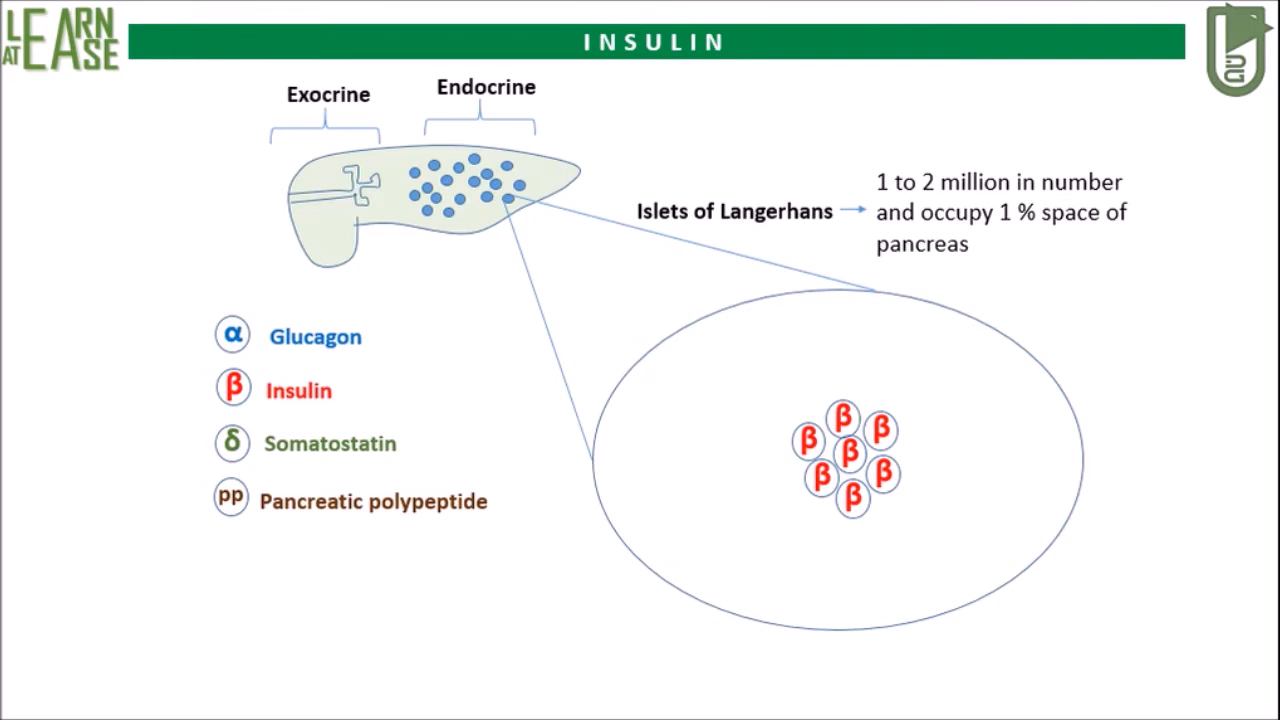 LEARN
AT EASE
INSULIN
Exocrine
Endocrine
Islets of Langerhans
1 to 2 million in number
and occupy 1 % space of
pancreas
α Glucagon
β Insulin
δ Somatostatin
pp Pancreatic polypeptide
β
β
β
β
β
β
β